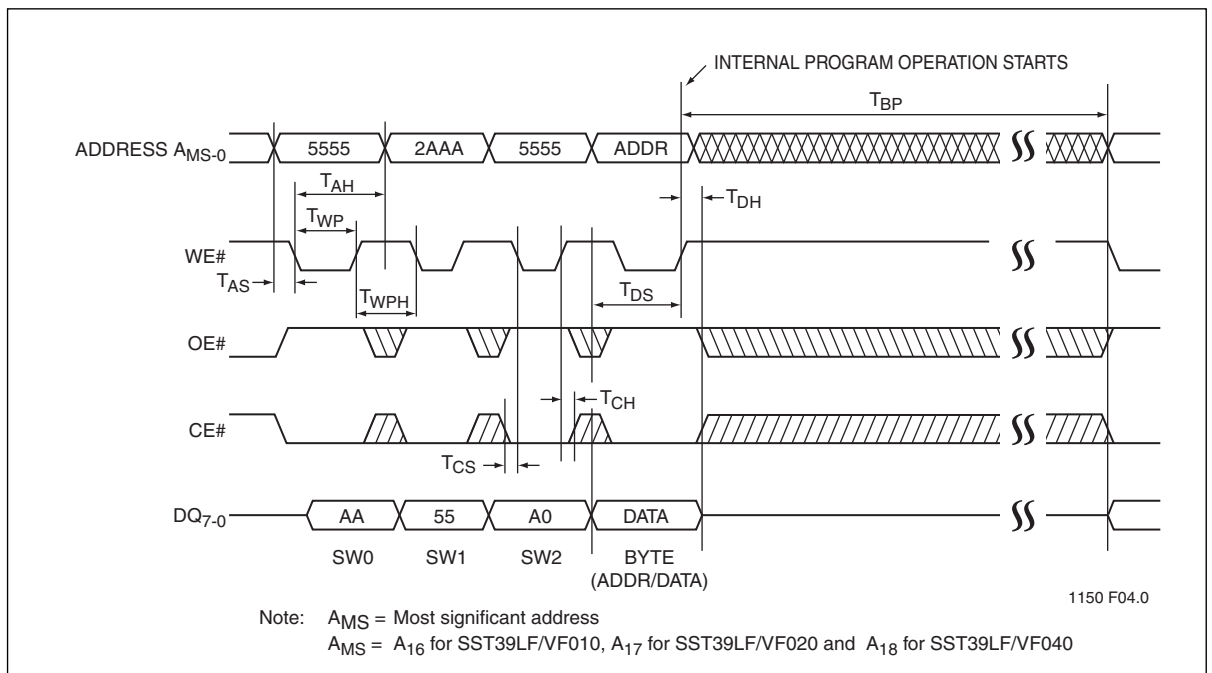 INTERNAL PROGRAM OPERATION STARTS
TBP
ADDRESS AMS-0 5555 2AAA 5555 ADDR
TAH
TDH
TWP
WE#
TAS
TWPH
TDS
OE#
TCH
CE#
TCS
DQ7-0 AA 55 A0 DATA
SW0 SW1 SW2 BYTE
(ADDR/DATA)
1150 F04.0
Note: AMS = Most significant address
AMS = A16 for SST39LF/VF010, A17 for SST39LF/VF020 and A18 for SST39LF/VF040